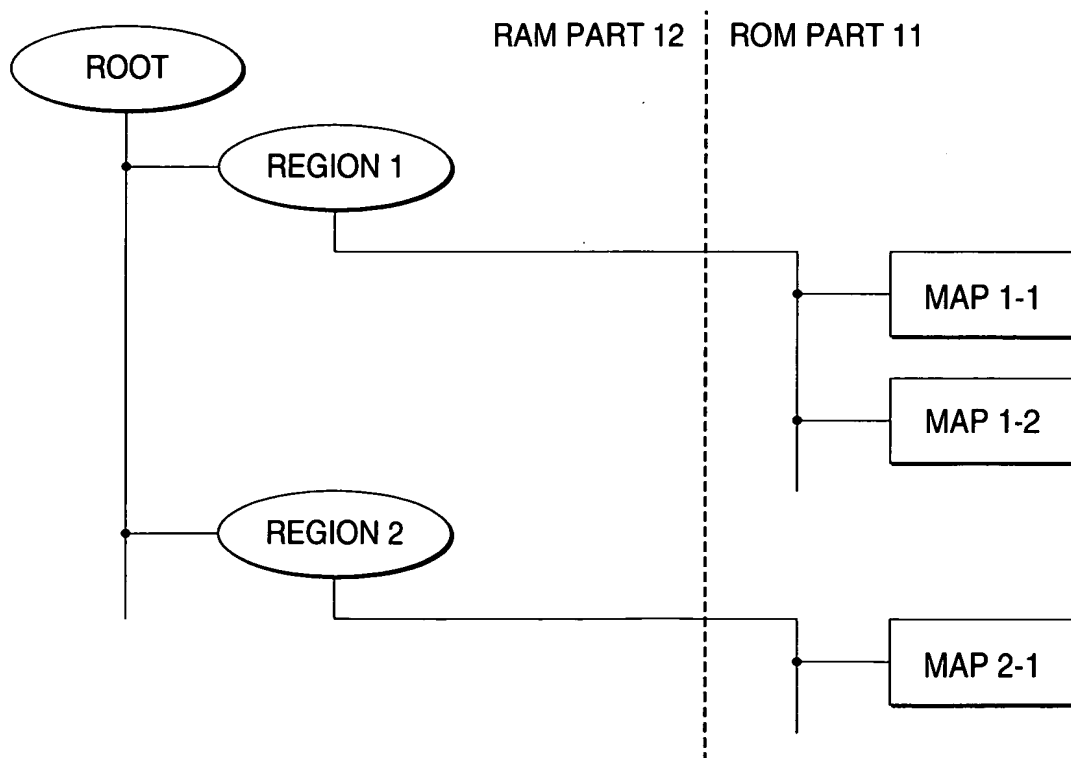 RAM PART 12
ROM PART 11
ROOT
REGION 1
MAP 1-1
MAP 1-2
REGION 2
MAP 2-1